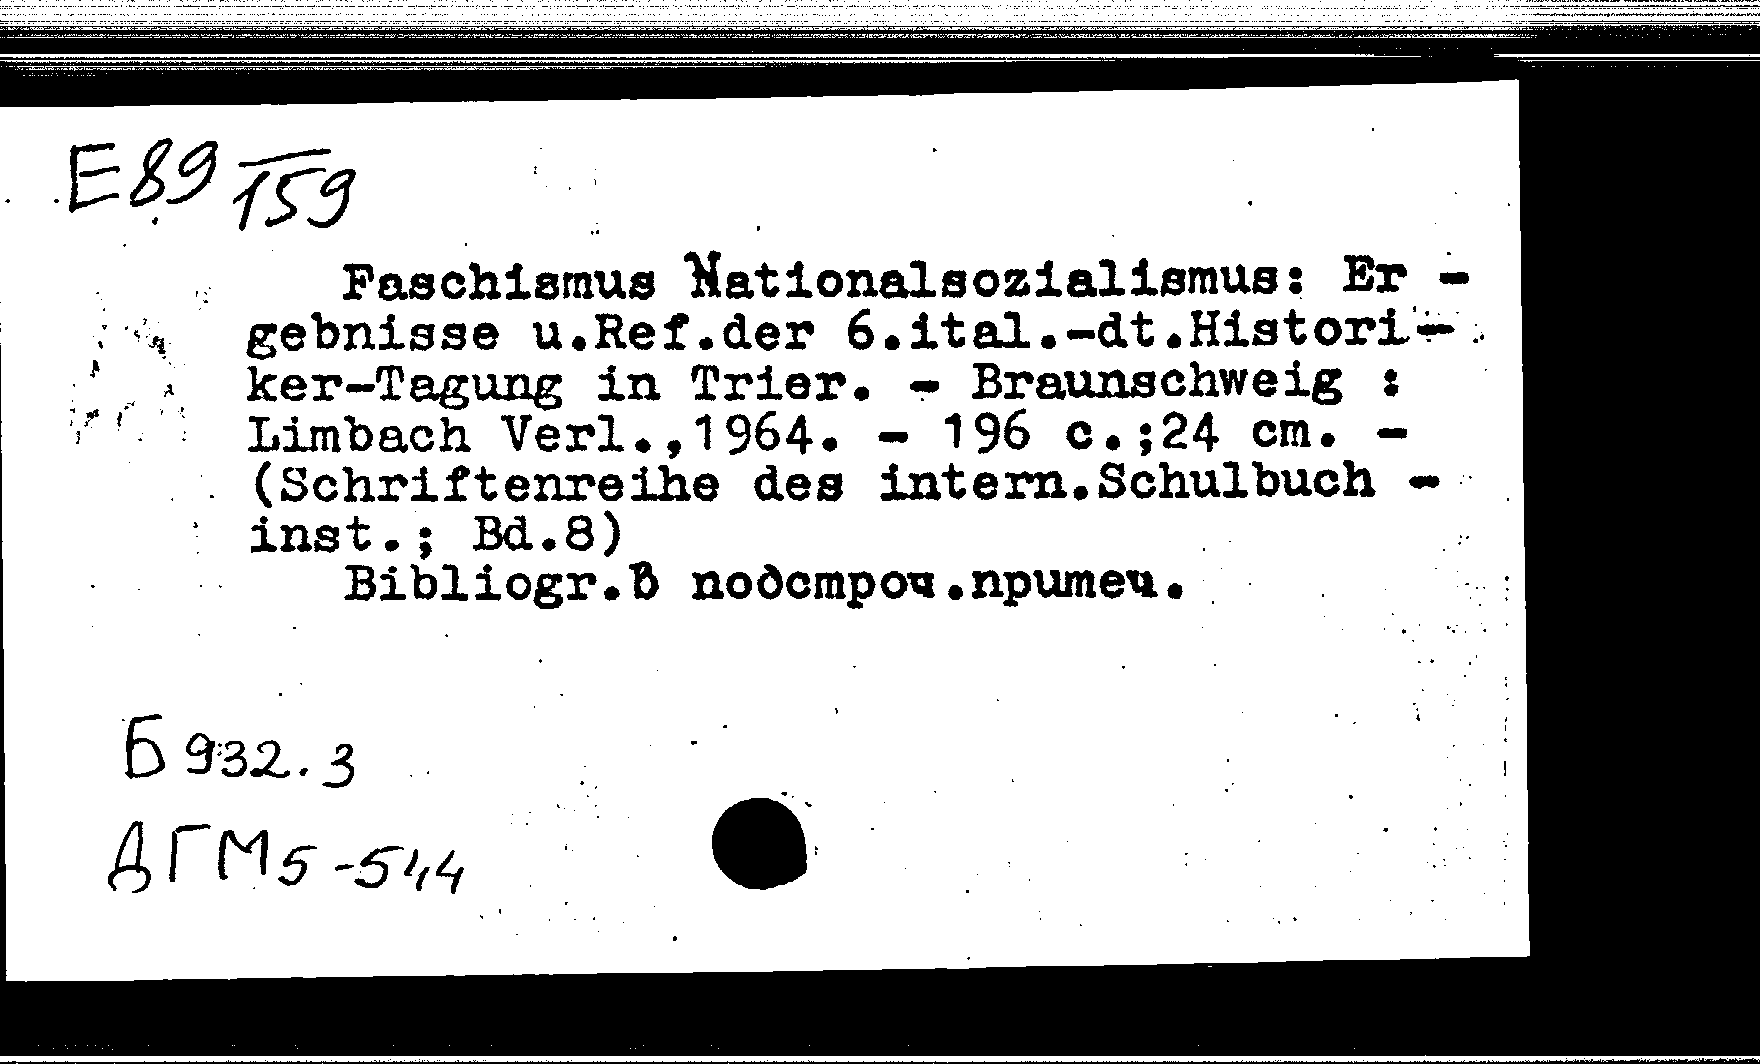 E89/159
Faschismus Nationalsozialismus: Er -
gebnisse u.Ref.der 6.ital.-dt.Histori-
ker-Tagung in Trier. - Braunschweig :
Limbach Verl.,1964. - 196 c.;24 cm. -
(Schriftenreihe des intern.Schulbuch -
inst.; Bd.8)
Bibliogr.в подстроч.примеч.
Б 932.3
ДГМ5-544